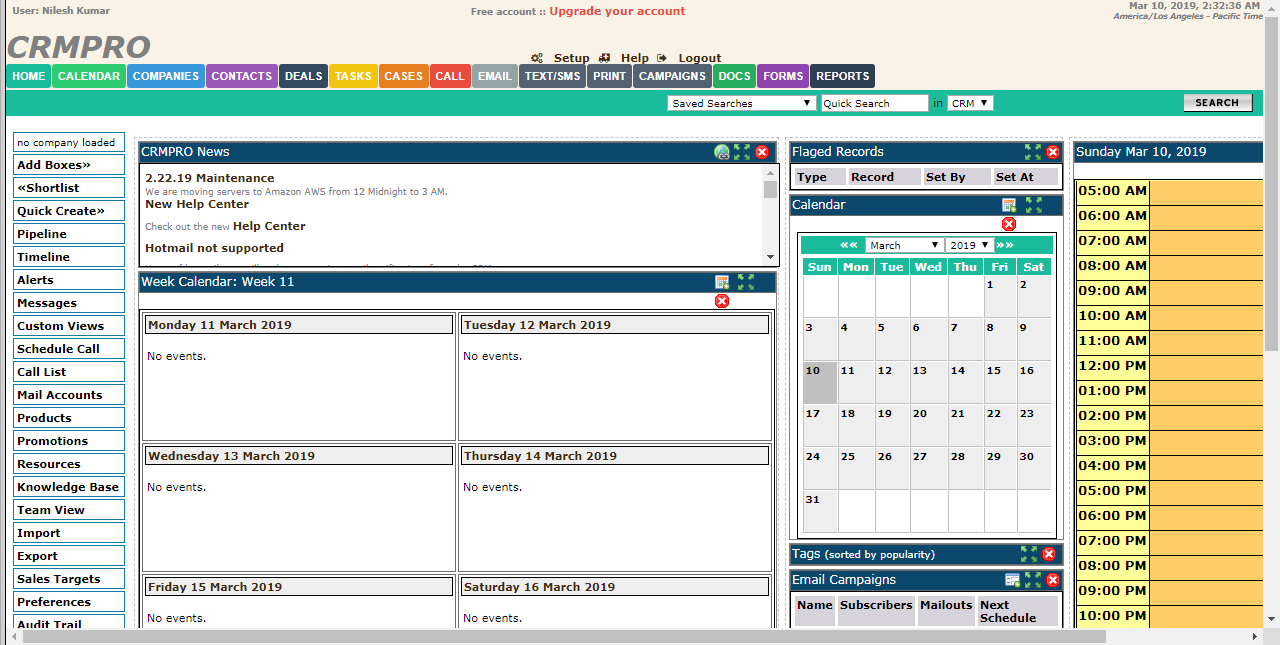 User: Nilesh Kumar
Free account :: Upgrade your account
Mar 10, 2019, 2:32:36 AM
America/Los Angeles - Pacific Time
CRMPRO
Setup Help Logout
HOME CALENDAR COMPANIES CONTACTS DEALS TASKS CASES CALL EMAIL TEXT/SMS PRINT CAMPAIGNS DOCS FORMS REPORTS
Saved Searches Quick Search in CRM SEARCH
no company loaded
Add Boxes»
«Shortlist
Quick Create»
Pipeline
Timeline
Alerts
Messages
Custom Views
Schedule Call
Call List
Mail Accounts
Products
Promotions
Resources
Knowledge Base
Team View
Import
Export
Sales Targets
Preferences
Audit Trail
CRMPRO News
2.22.19 Maintenance
We are moving servers to Amazon AWS from 12 Midnight to 3 AM.
New Help Center
Check out the new Help Center
Hotmail not supported
Week Calendar: Week 11
Monday 11 March 2019
No events.
Tuesday 12 March 2019
No events.
Wednesday 13 March 2019
No events.
Thursday 14 March 2019
No events.
Friday 15 March 2019
No events.
Saturday 16 March 2019
No events.
Flaged Records
Type Record Set By Set At
Calendar
«« March 2019 »»
Sun Mon Tue Wed Thu Fri Sat
1 2
3 4 5 6 7 8 9
10 11 12 13 14 15 16
17 18 19 20 21 22 23
24 25 26 27 28 29 30
31
Tags (sorted by popularity)
Email Campaigns
Name Subscribers Mailouts Next
Schedule
Sunday Mar 10, 2019
05:00 AM
06:00 AM
07:00 AM
08:00 AM
09:00 AM
10:00 AM
11:00 AM
12:00 PM
01:00 PM
02:00 PM
03:00 PM
04:00 PM
05:00 PM
06:00 PM
07:00 PM
08:00 PM
09:00 PM
10:00 PM